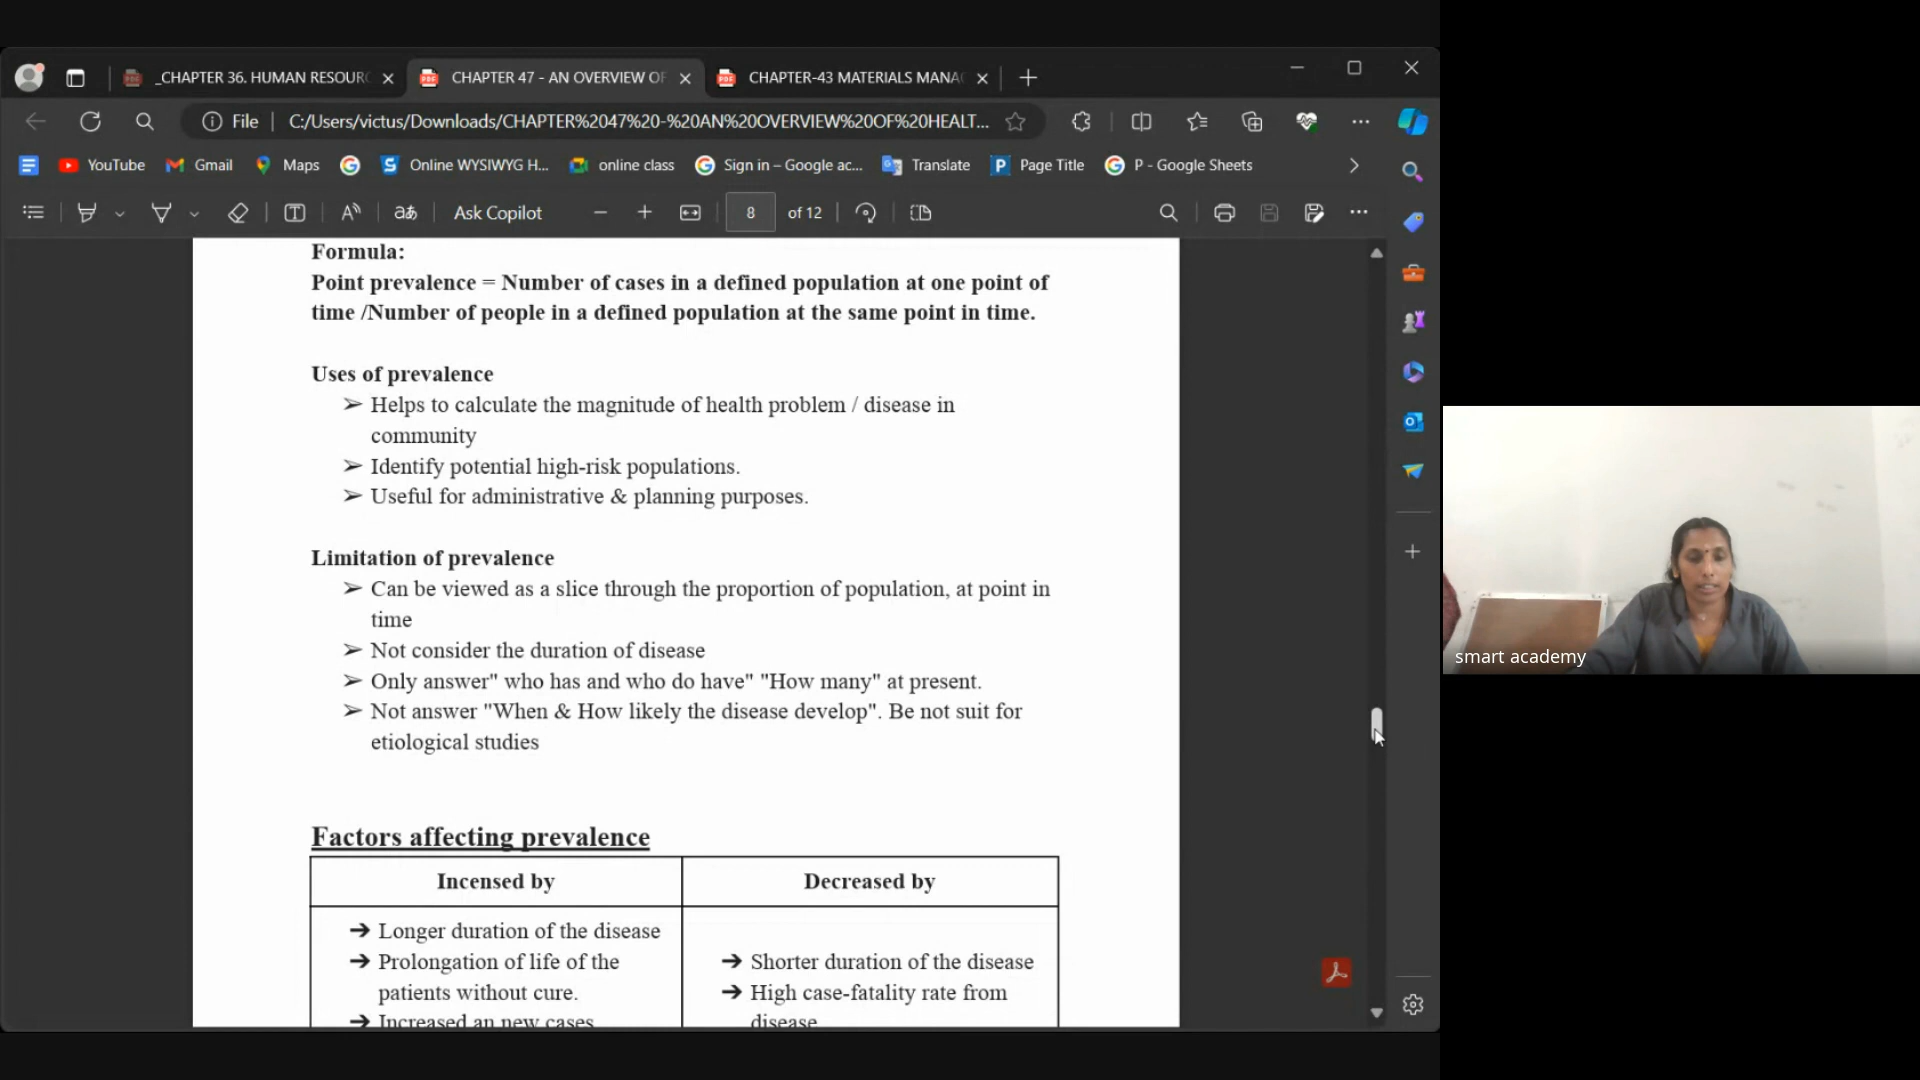 _CHAPTER 36. HUMAN RESOUR
CHAPTER 47 - AN OVERVIEW OF
CHAPTER-43 MATERIALS MANA
File
C:/Users/victus/Downloads/CHAPTER%2047%20-%20AN%20OVERVIEW%20OF%20HEALT...
YouTube
Gmail
Maps
Online WYSIWYG H...
online class
Sign in – Google ac...
Translate
Page Title
P - Google Sheets
Ask Copilot
8
of 12
Formula:
Point prevalence = Number of cases in a defined population at one point of
time /Number of people in a defined population at the same point in time.
Uses of prevalence
➢ Helps to calculate the magnitude of health problem / disease in
community
➢ Identify potential high-risk populations.
➢ Useful for administrative & planning purposes.
Limitation of prevalence
➢ Can be viewed as a slice through the proportion of population, at point in
time
➢ Not consider the duration of disease
➢ Only answer" who has and who do have" "How many" at present.
➢ Not answer "When & How likely the disease develop". Be not suit for
etiological studies
Factors affecting prevalence
Incensed by
Decreased by
➔ Longer duration of the disease
➔ Prolongation of life of the
patients without cure.
➔ Increased an new cases
➔ Shorter duration of the disease
➔ High case-fatality rate from
disease
smart academy